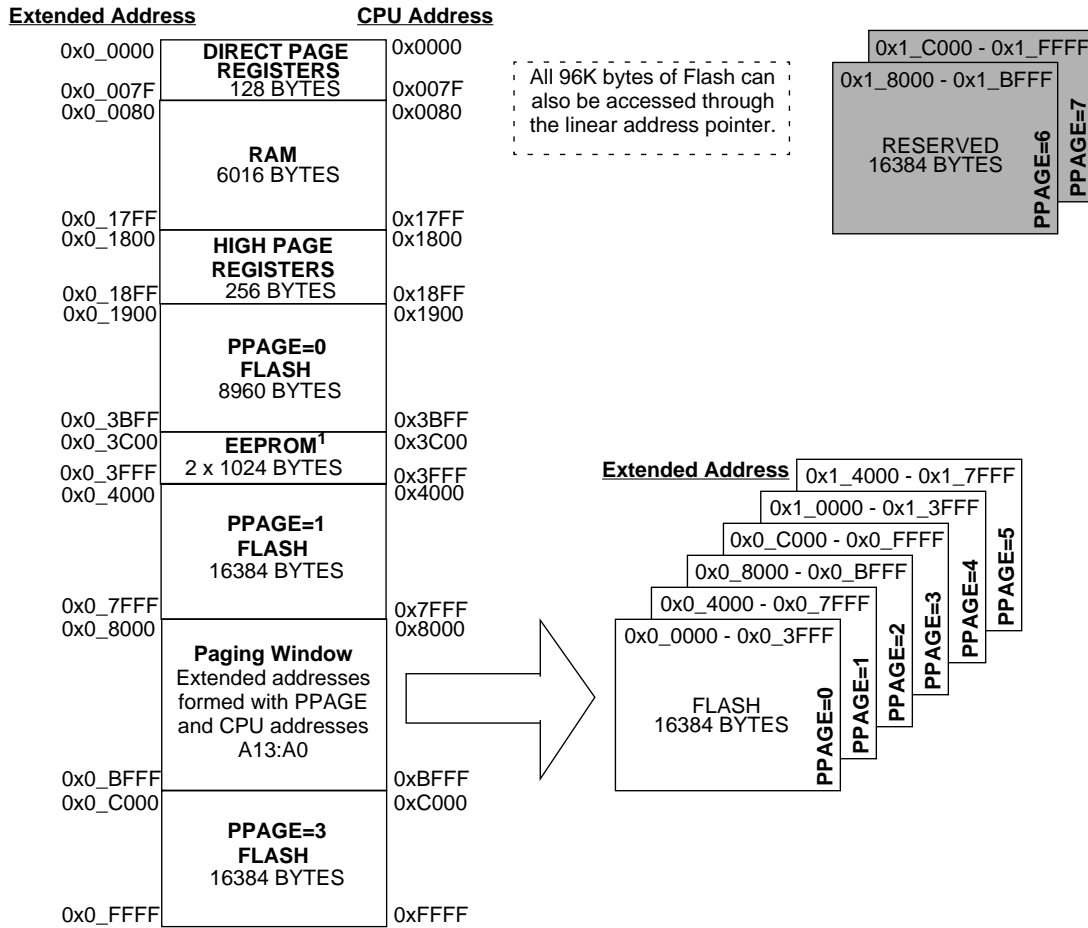 Extended Address
CPU Address
0x0_0000
DIRECT PAGE
REGISTERS
128 BYTES
0x0000
0x0_007F
0x007F
0x0_0080
0x0080
RAM
6016 BYTES
0x0_17FF
0x17FF
0x0_1800
0x1800
HIGH PAGE
REGISTERS
256 BYTES
0x0_18FF
0x18FF
0x0_1900
0x1900
PPAGE=0
FLASH
8960 BYTES
0x0_3BFF
0x3BFF
0x0_3C00
0x3C00
EEPROM¹
2 x 1024 BYTES
0x0_3FFF
0x3FFF
0x0_4000
0x4000
PPAGE=1
FLASH
16384 BYTES
0x0_7FFF
0x7FFF
0x0_8000
0x8000
Paging Window
Extended addresses
formed with PPAGE
and CPU addresses
A13:A0
0x0_BFFF
0xBFFF
0x0_C000
0xC000
PPAGE=3
FLASH
16384 BYTES
0x0_FFFF
0xFFFF
All 96K bytes of Flash can
also be accessed through
the linear address pointer.
0x1_C000 - 0x1_FFFF
PPAGE=7
0x1_8000 - 0x1_BFFF
RESERVED
16384 BYTES
PPAGE=6
Extended Address
0x1_4000 - 0x1_7FFF
PPAGE=5
0x1_0000 - 0x1_3FFF
PPAGE=4
0x0_C000 - 0x0_FFFF
PPAGE=3
0x0_8000 - 0x0_BFFF
PPAGE=2
0x0_4000 - 0x0_7FFF
PPAGE=1
0x0_0000 - 0x0_3FFF
FLASH
16384 BYTES
PPAGE=0